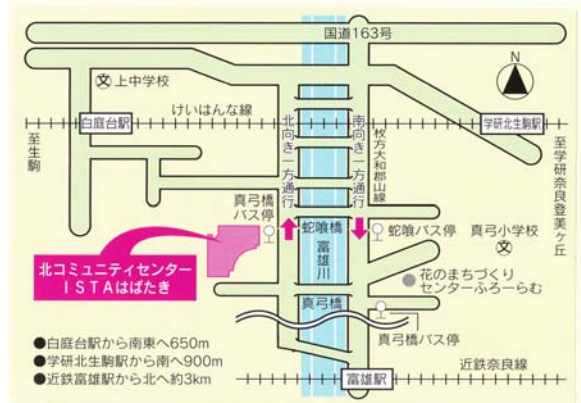 国道163号
N
上中学校
文
けいはんな線
白庭台駅
学研北生駒駅
至生駒
北向き一方通行
南向き一方通行
枚方大和郡山線
至学研奈良登美ヶ丘
真弓橋
バス停
蛇喰橋
蛇喰バス停
真弓小学校
文
富雄川
北コミュニティセンター
ISTAはばたき
花のまちづくり
センターふろーらむ
真弓橋
真弓橋バス停
●白庭台駅から南東へ650m
●学研北生駒駅から南へ900m
●近鉄富雄駅から北へ約3km
近鉄奈良線
富雄駅